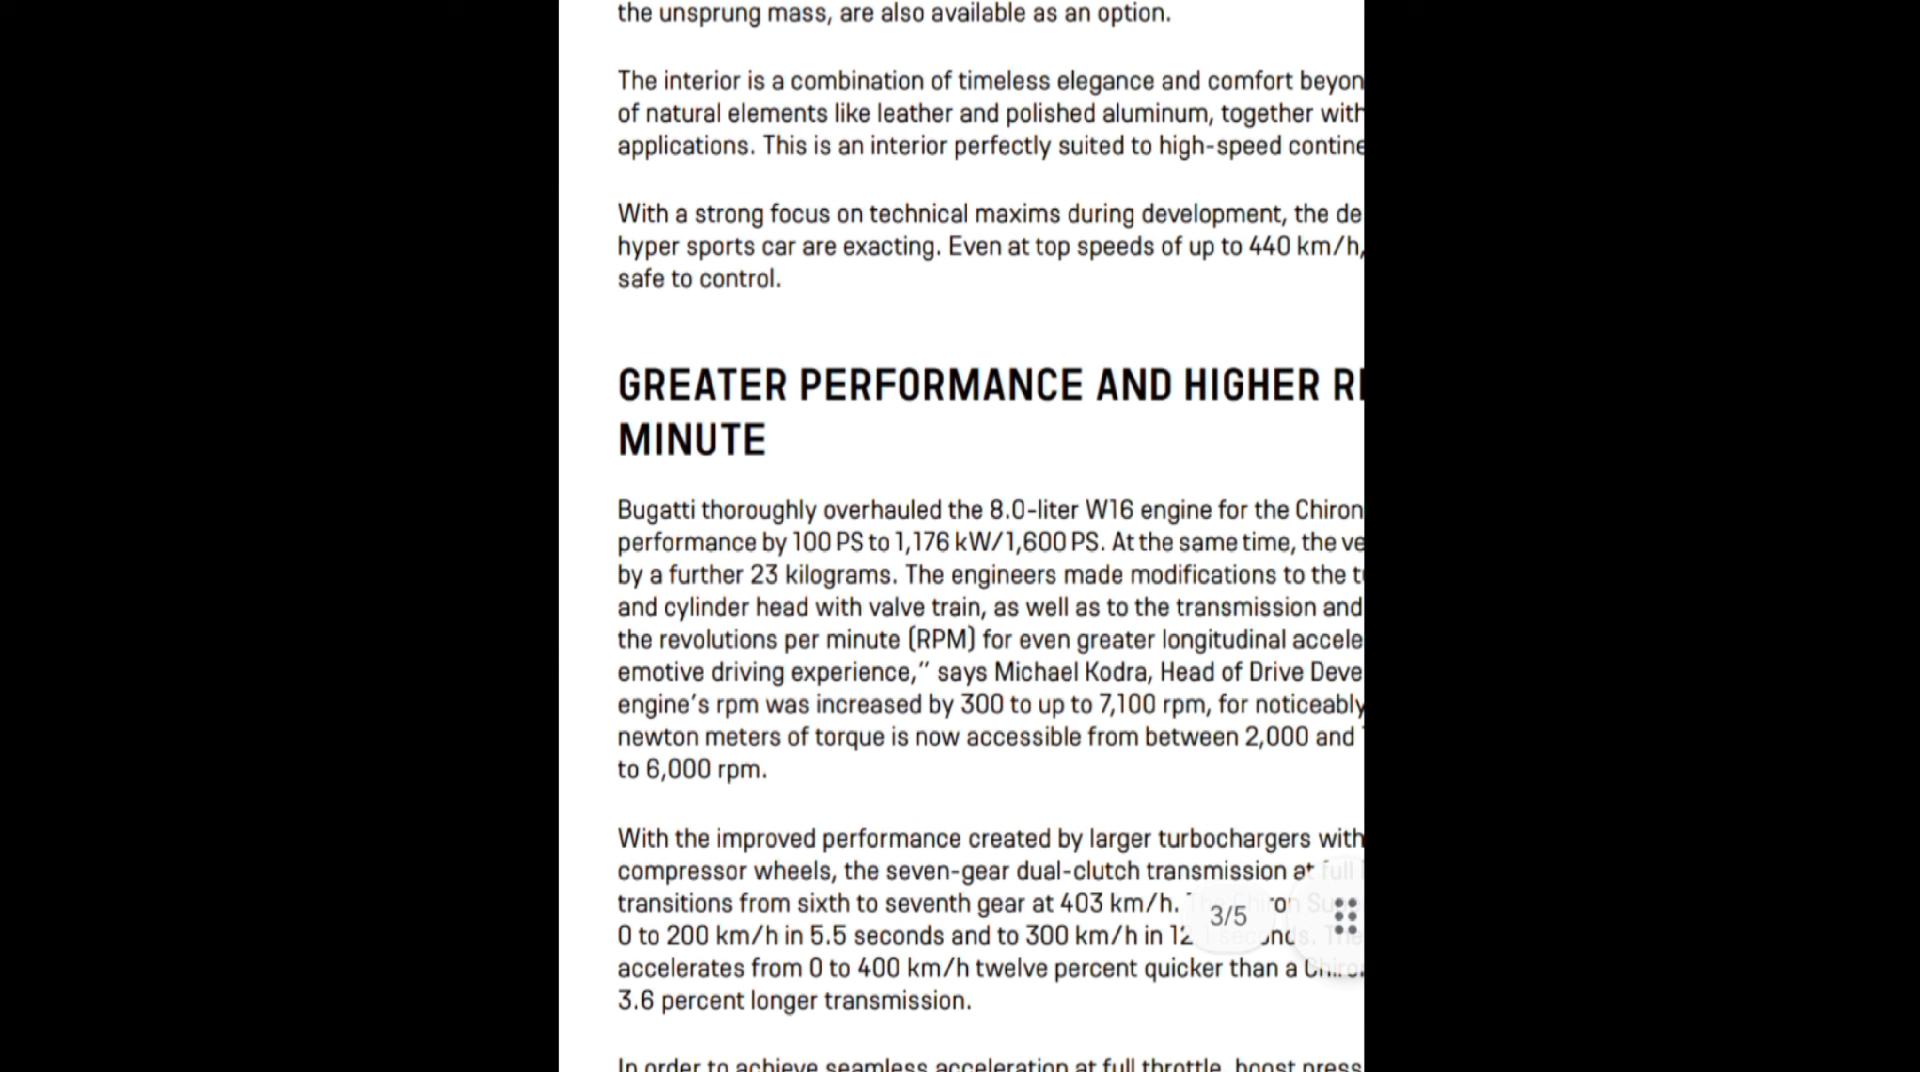 the unsprung mass, are also available as an option.
The interior is a combination of timeless elegance and comfort beyon
of natural elements like leather and polished aluminum, together with
applications. This is an interior perfectly suited to high-speed contine
With a strong focus on technical maxims during development, the de
hyper sports car are exacting. Even at top speeds of up to 440 km/h,
safe to control.
GREATER PERFORMANCE AND HIGHER
MINUTE
Bugatti thoroughly overhauled the 8.0-liter W16 engine for the Chiron
performance by 100 PS to 1,176 kW/1,600 PS. At the same time, the ve
by a further 23 kilograms. The engineers made modifications to the
and cylinder head with valve train, as well as to the transmission and
the revolutions per minute (RPM) for even greater longitudinal accele
emotive driving experience,” says Michael Kodra, Head of Drive Deve
engine’s rpm was increased by 300 to up to 7,100 rpm, for noticeably
newton meters of torque is now accessible from between 2,000 and
to 6,000 rpm.
With the improved performance created by larger turbochargers with
compressor wheels, the seven-gear dual-clutch transmission at full
transitions from sixth to seventh gear at 403 km/h.
3/5
0 to 200 km/h in 5.5 seconds and to 300 km/h in
accelerates from 0 to 400 km/h twelve percent quicker than a
3.6 percent longer transmission.
In order to achieve seamless acceleration at full throttle, boost press